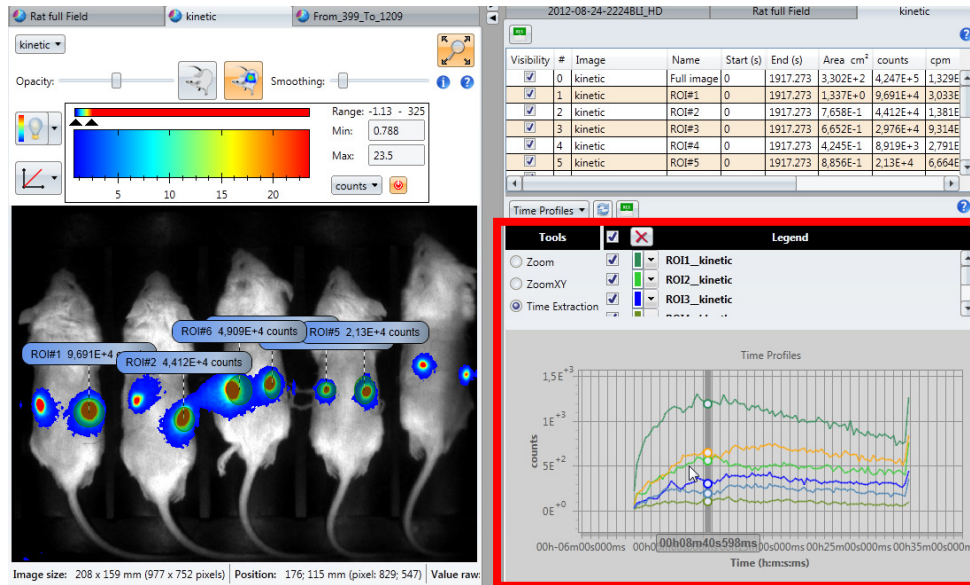 Rat full Field
kinetic
From_399_To_1209
kinetic
Opacity:
Smoothing:
Range: -1.13 - 325
Min: 0.788
Max: 23.5
counts
5 10 15 20
ROI#6 4,909E+4 counts
ROI#5 2,13E+4 counts
ROI#1 9,691E+4
ROI#2 4,412E+4 counts
Image size: 208 x 159 mm (977 x 752 pixels) Position: 176; 115 mm (pixel: 829; 547) Value raw:
2012-08-24-2224BLI_HD
Rat full Field
kinetic
Visibility # Image Name Start (s) End (s) Area cm² counts cpm
0 kinetic Full image 0 1917.273 3,302E+2 4,247E+5 1,329E
1 kinetic ROI#1 0 1917.273 1,337E+0 9,691E+4 3,033E
2 kinetic ROI#2 0 1917.273 7,658E-1 4,412E+4 1,381E
3 kinetic ROI#3 0 1917.273 6,652E-1 2,976E+4 9,314E
4 kinetic ROI#4 0 1917.273 4,245E-1 8,919E+3 2,791E
5 kinetic ROI#5 0 1917.273 8,856E-1 2,13E+4 6,664E
Time Profiles
Tools Legend
Zoom
ZoomXY
Time Extraction
ROI1__kinetic
ROI2__kinetic
ROI3__kinetic
Time Profiles
1,5E+3
1E+3
5E+2
0E+0
counts
00h08m40s598ms
00h-06m00s000ms 00h25m00s000ms 00h35m00s000m
Time (h:m:s:ms)